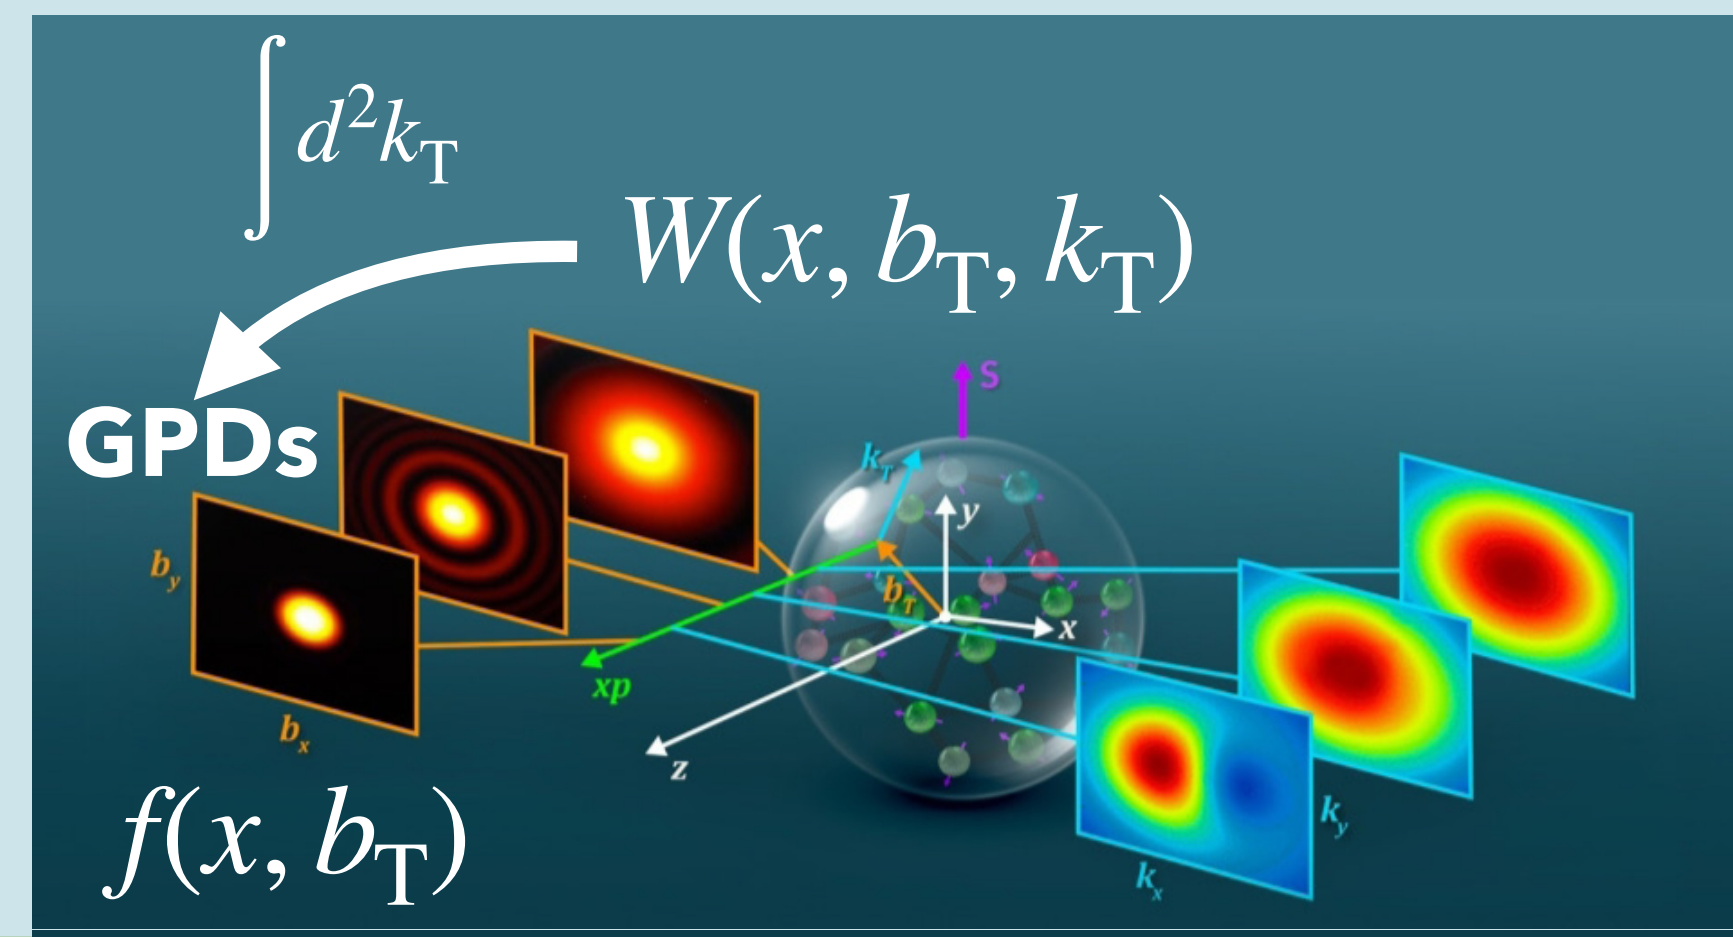 ∫ d²k_T
W(x, b_T, k_T)
GPDs
S
k_T
y
b_y
b_T
x
xp
b_x
z
k_y
f(x, b_T)
k_x